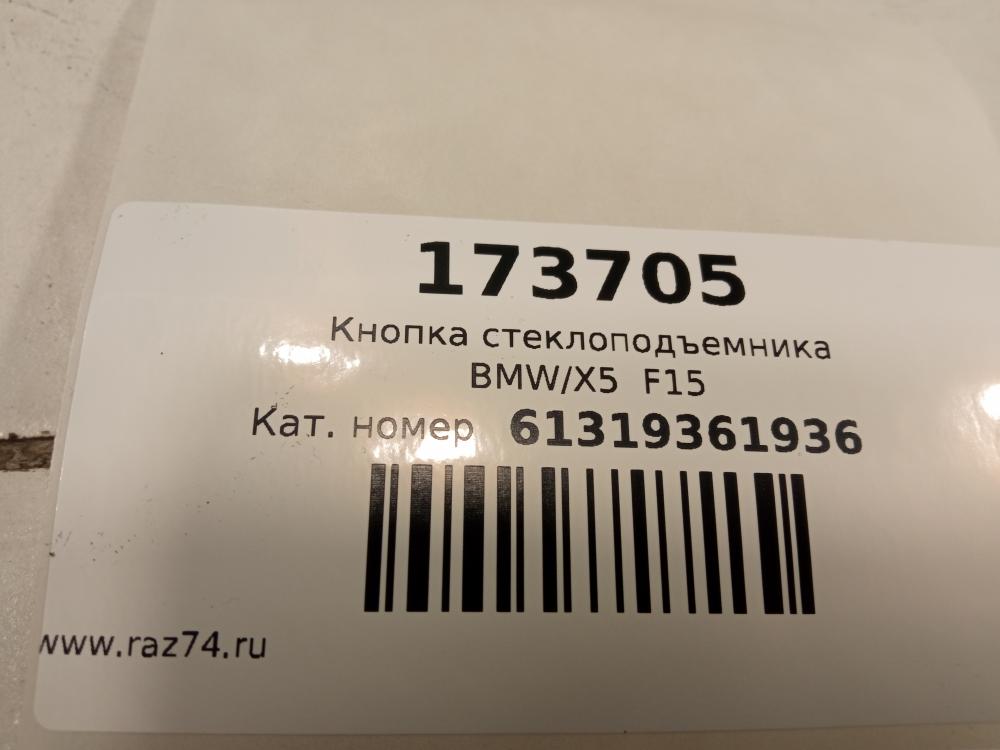 173705
Кнопка стеклоподъемника
BMW/X5 F15
Кат. номер 61319361936
www.raz74.ru